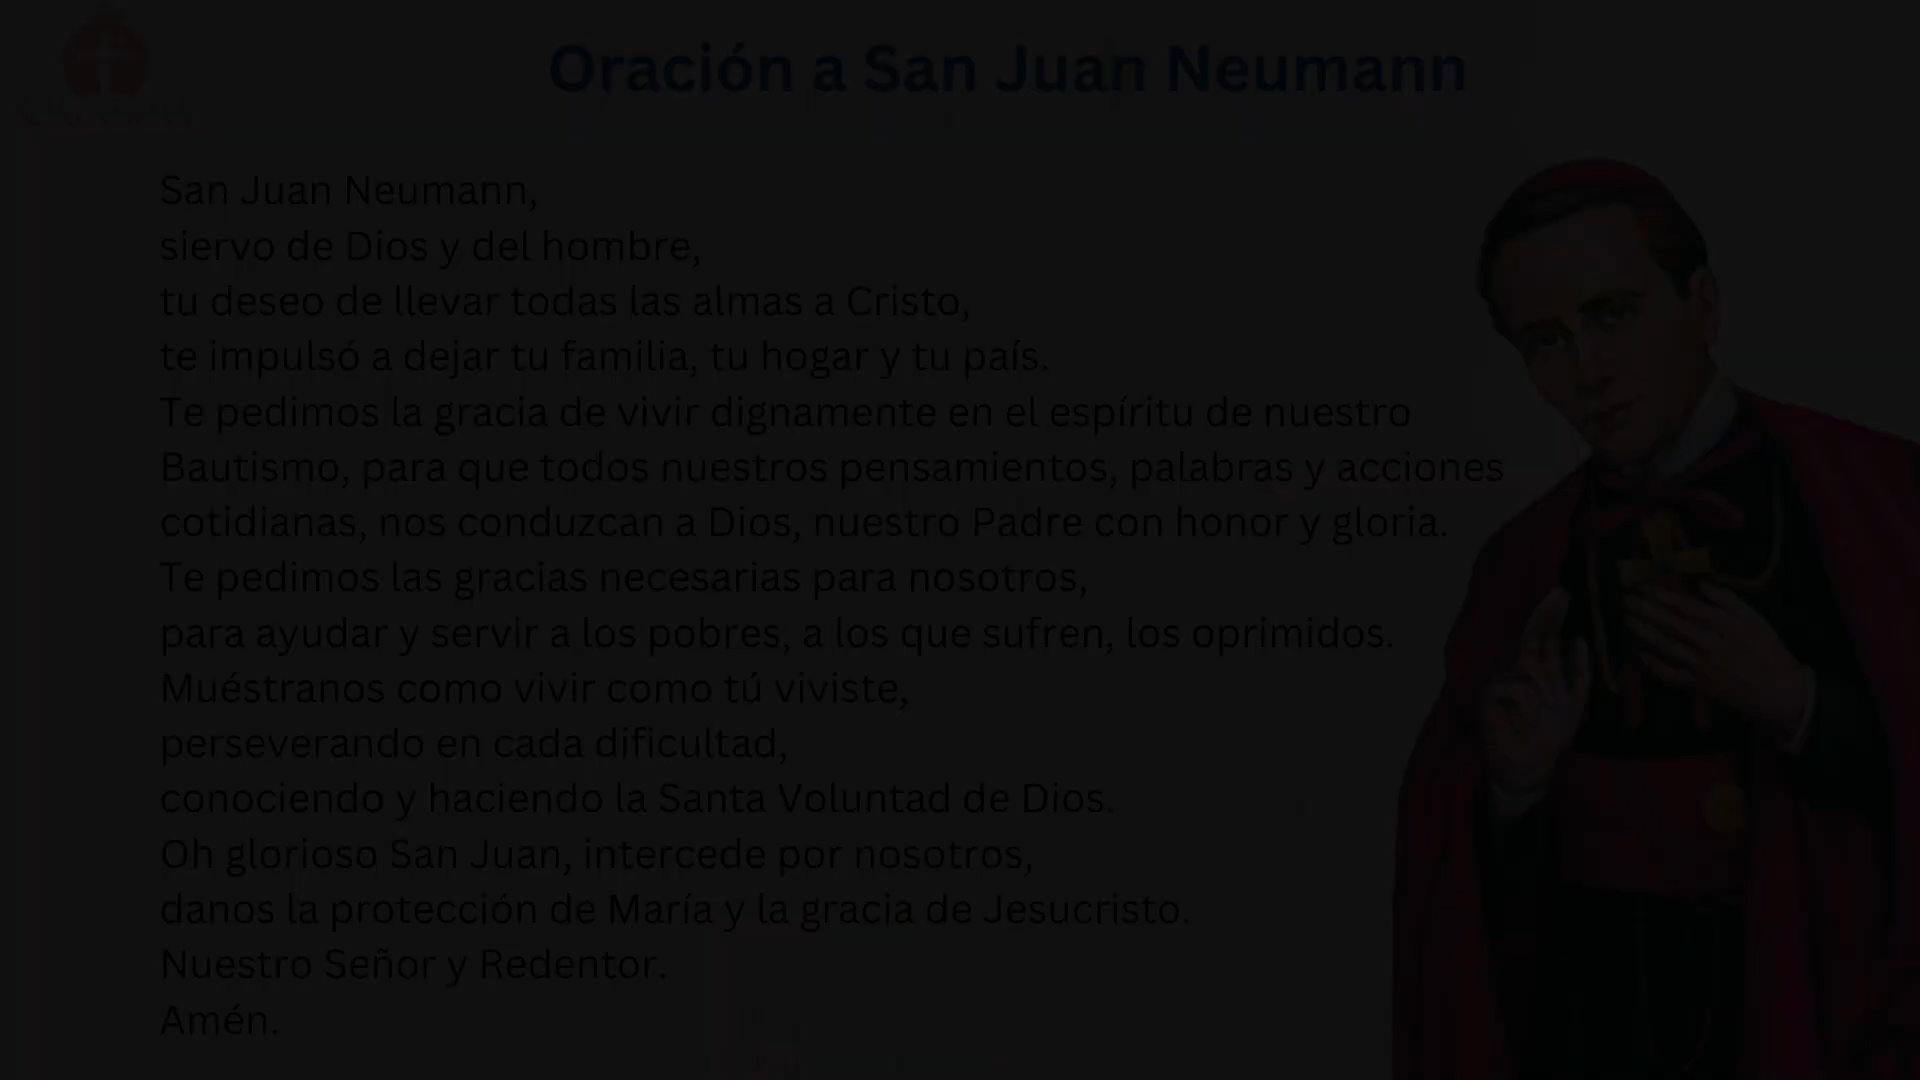 Oración a San Juan Neumann
San Juan Neumann,
siervo de Dios y del hombre,
tu deseo de llevar todas las almas a Cristo,
te impulsó a dejar tu familia, tu hogar y tu país.
Te pedimos la gracia de vivir dignamente en el espíritu de nuestro
Bautismo, para que todos nuestros pensamientos, palabras y acciones
cotidianas, nos conduzcan a Dios, nuestro Padre con honor y gloria.
Te pedimos las gracias necesarias para nosotros,
para ayudar y servir a los pobres, a los que sufren, los oprimidos.
Muéstranos como vivir como tú viviste,
perseverando en cada dificultad,
conociendo y haciendo la Santa Voluntad de Dios.
Oh glorioso San Juan, intercede por nosotros,
danos la protección de María y la gracia de Jesucristo.
Nuestro Señor y Redentor.
Amén.